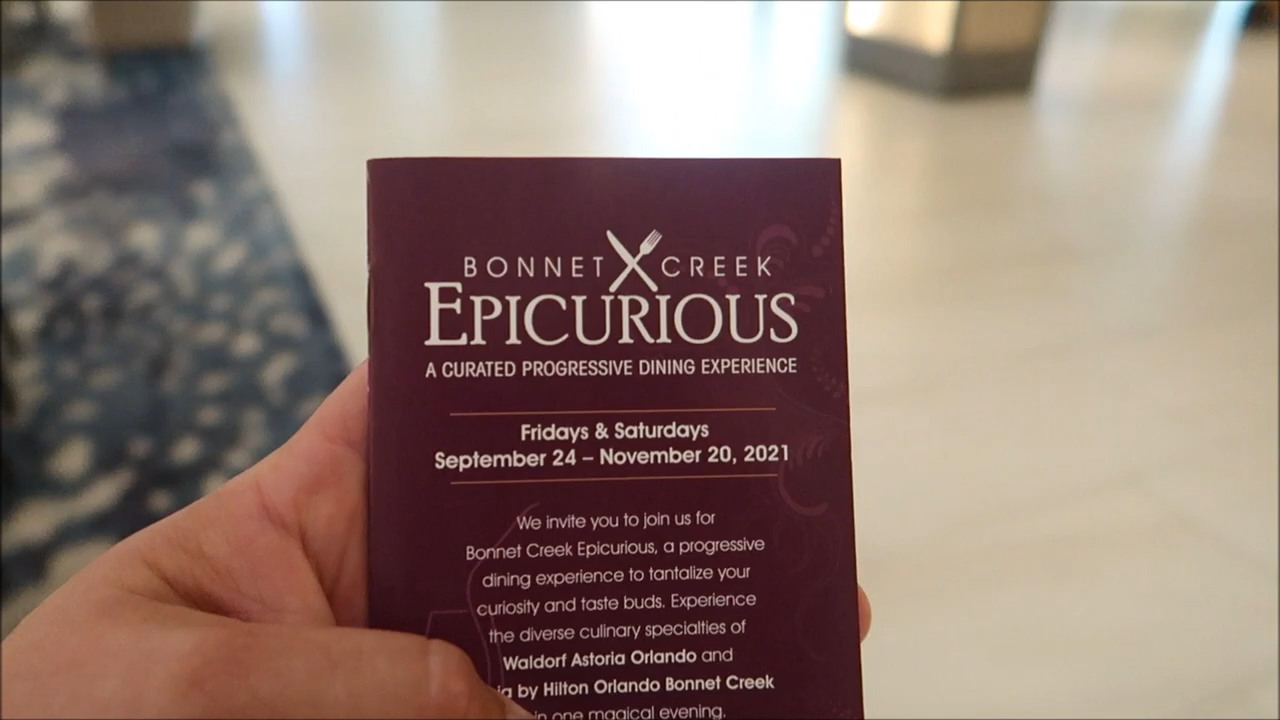 BONNET CREEK
EPICURIOUS
A CURATED PROGRESSIVE DINING EXPERIENCE
Fridays & Saturdays
September 24 – November 20, 2021
We invite you to join us for
Bonnet Creek Epicurious, a progressive
dining experience to tantalize your
curiosity and taste buds. Experience
the diverse culinary specialties of
Waldorf Astoria Orlando and
by Hilton Orlando Bonnet Creek
in one magical evening.